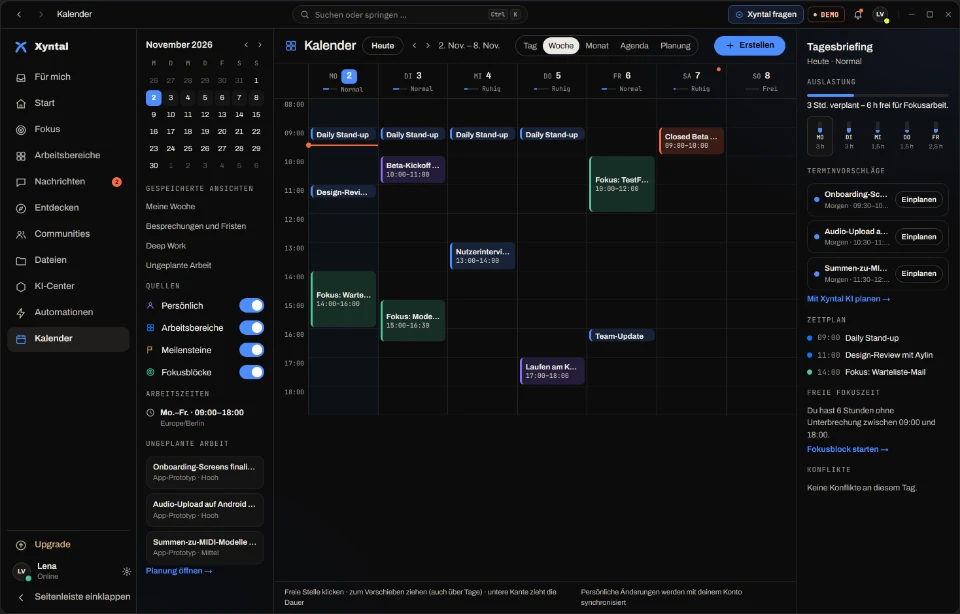 Kalender
Suchen oder springen ...
Ctrl K
Xyntal fragen
DEMO
LV
Xyntal
Für mich
Start
Fokus
Arbeitsbereiche
Nachrichten 2
Entdecken
Communities
Dateien
KI-Center
Automationen
Kalender
Upgrade
LV
Lena
Online
Seitenleiste einklappen
November 2026
M D M D F S S
26 27 28 29 30 31 1
2 3 4 5 6 7 8
9 10 11 12 13 14 15
16 17 18 19 20 21 22
23 24 25 26 27 28 29
30 1 2 3 4 5 6
GESPEICHERTE ANSICHTEN
Meine Woche
Besprechungen und Fristen
Deep Work
Ungeplante Arbeit
QUELLEN
Persönlich
Arbeitsbereiche
Meilensteine
Fokusblöcke
ARBEITSZEITEN
Mo.–Fr. · 09:00–18:00
Europe/Berlin
UNGEPLANTE ARBEIT
Onboarding-Screens finali...
App-Prototyp · Hoch
Audio-Upload auf Android ...
App-Prototyp · Hoch
Summen-zu-MIDI-Modelle ...
App-Prototyp · Mittel
Planung öffnen →
Kalender
Heute
2. Nov. – 8. Nov.
Tag Woche Monat Agenda Planung
+ Erstellen
MO 2 DI 3 MI 4 DO 5 FR 6 SA 7 SO 8
Normal Normal Ruhig Ruhig Normal Ruhig Frei
08:00
09:00
10:00
11:00
12:00
13:00
14:00
15:00
16:00
17:00
18:00
Daily Stand-up
Design-Revi...
Fokus: Warte...
14:00–16:00
Daily Stand-up
Beta-Kickoff ...
10:00–11:00
Fokus: Mode...
15:00–16:30
Daily Stand-up
Nutzerintervi...
13:00–14:00
Daily Stand-up
Laufen am K...
17:00–18:00
Fokus: TestF...
10:00–12:00
Team-Update
Closed Beta ...
09:00–10:00
Freie Stelle klicken · zum Verschieben ziehen (auch über Tage) · untere Kante zieht die
Dauer
Persönliche Änderungen werden mit deinem Konto
synchronisiert
Tagesbriefing
Heute · Normal
AUSLASTUNG
3 Std. verplant – 6 h frei für Fokusarbeit.
MO DI MI DO FR
3 h 3 h 1,5 h 1,5 h 2,5 h
TERMINVORSCHLÄGE
Onboarding-Sc...
Morgen · 09:30–10...
Einplanen
Audio-Upload a...
Morgen · 10:30–11:...
Einplanen
Summen-zu-MI...
Morgen · 11:30–12:...
Einplanen
Mit Xyntal KI planen →
ZEITPLAN
09:00 Daily Stand-up
11:00 Design-Review mit Aylin
14:00 Fokus: Warteliste-Mail
FREIE FOKUSZEIT
Du hast 6 Stunden ohne
Unterbrechung zwischen 09:00 und
18:00.
Fokusblock starten →
KONFLIKTE
Keine Konflikte an diesem Tag.